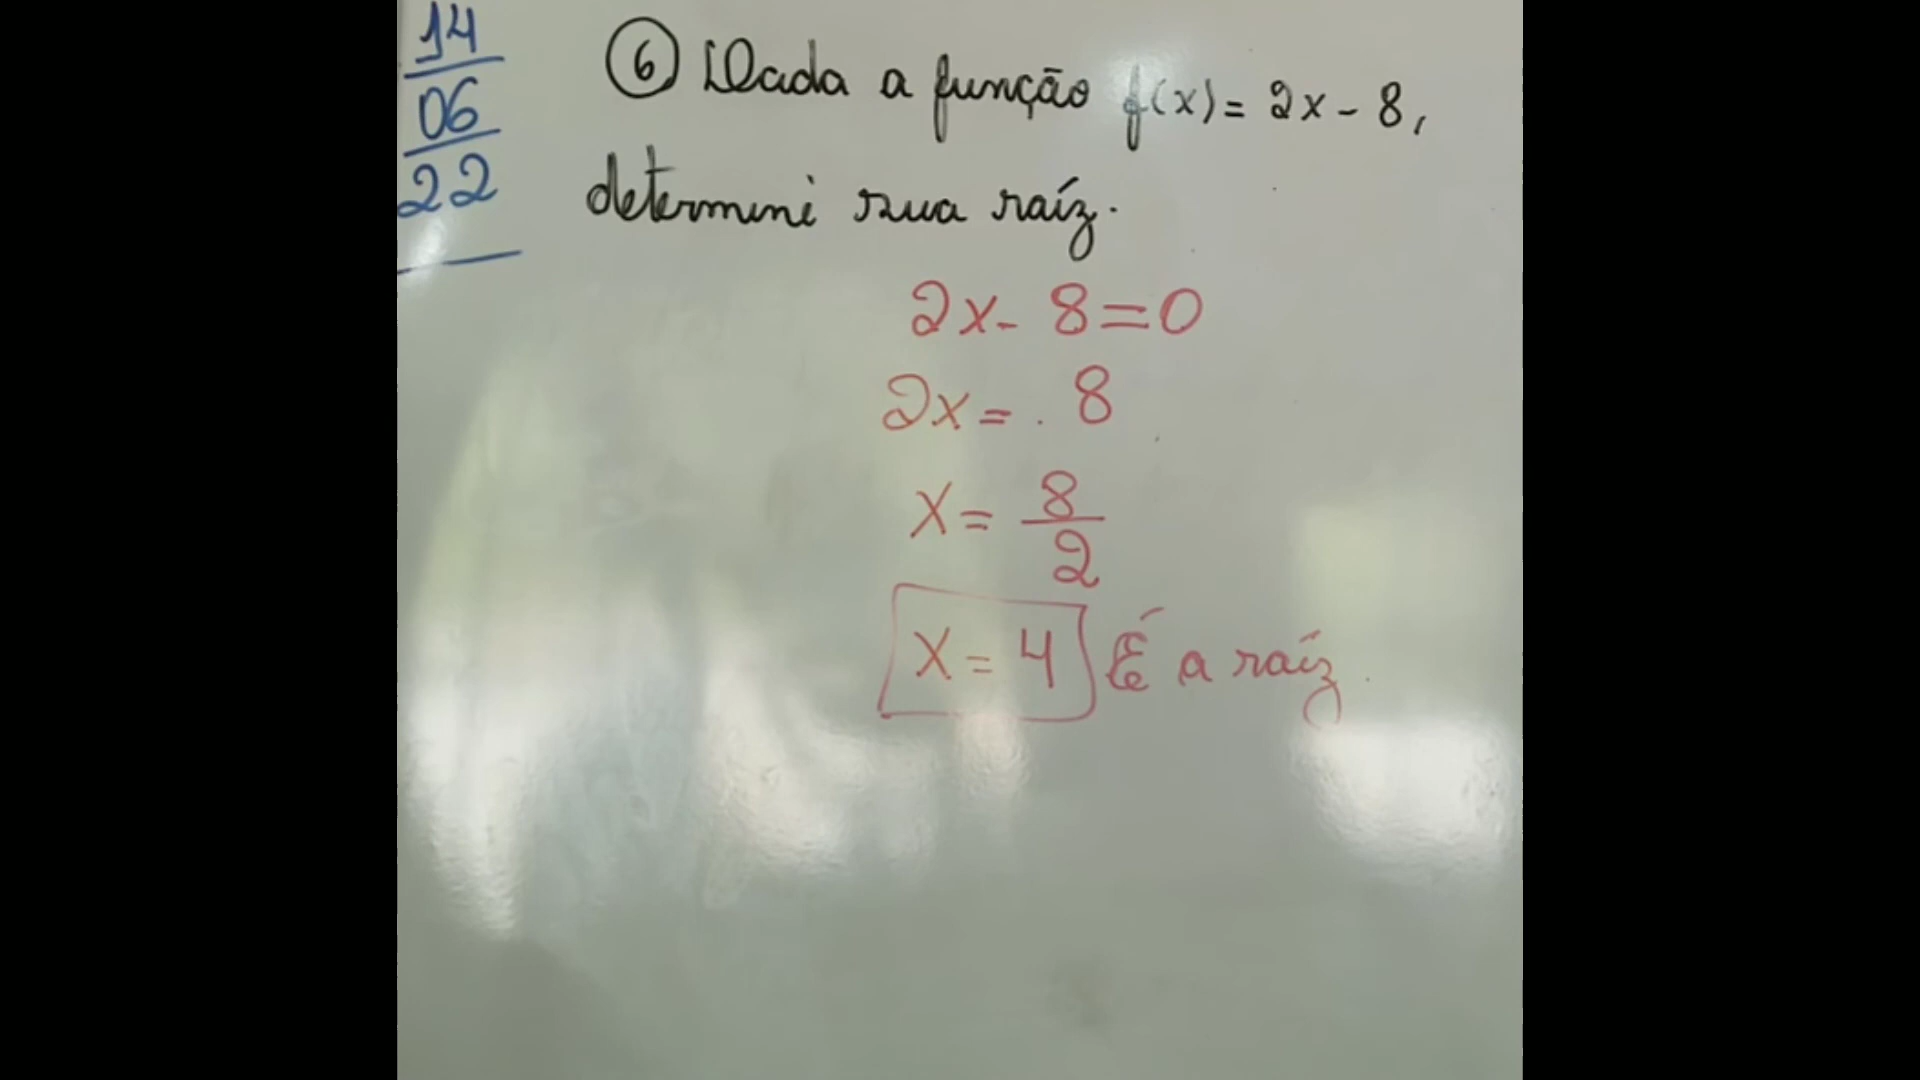 14
06
22
6 Dada a função f(x) = 2x - 8,
determine sua raíz.
2x - 8 = 0
2x = 8
x = 8/2
x = 4 É a raíz.